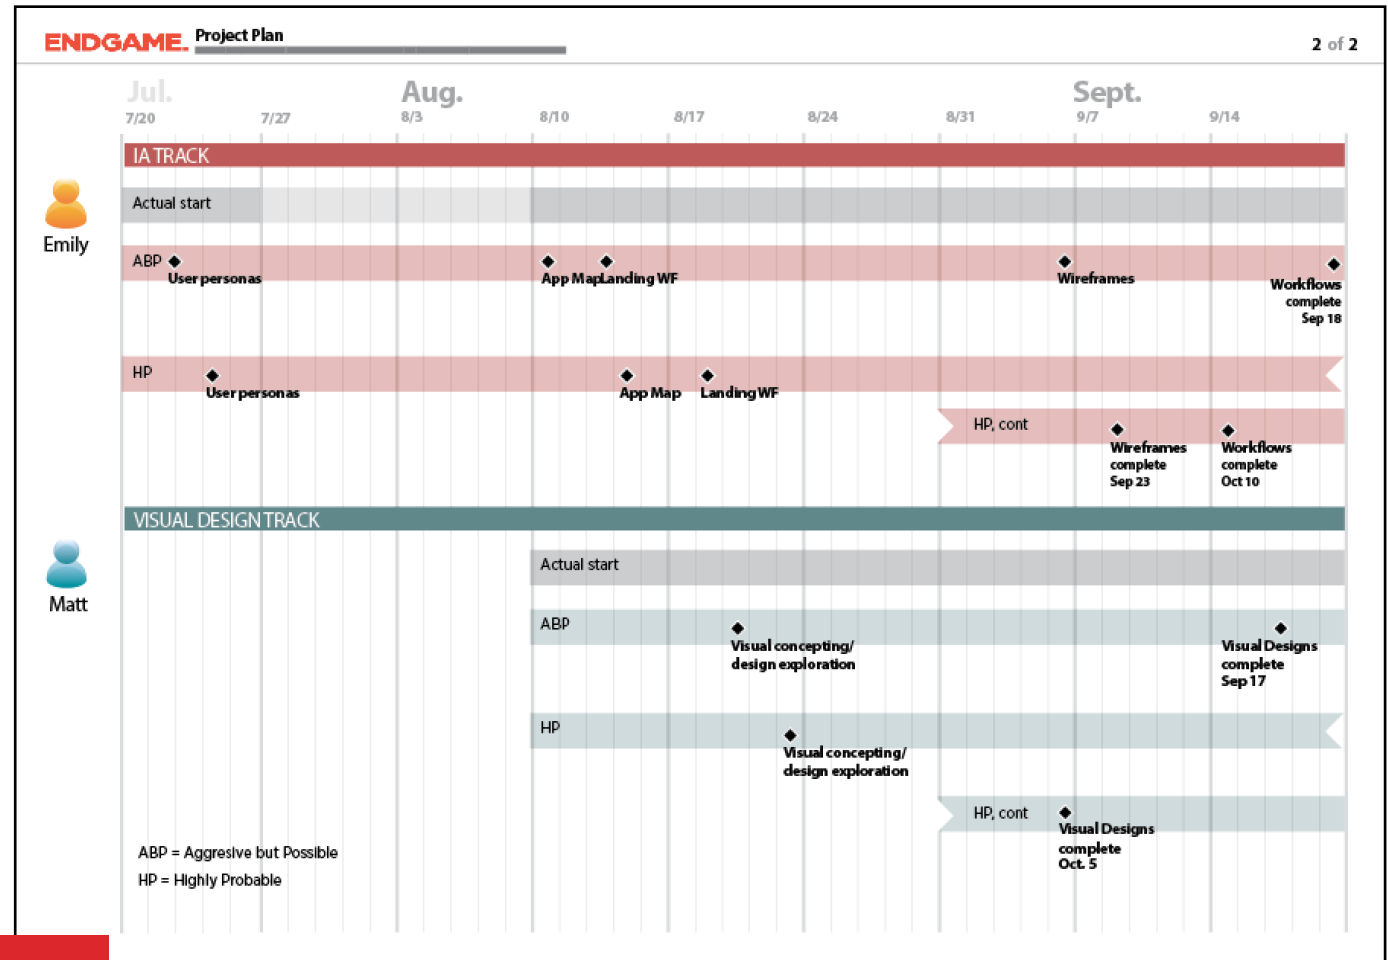 ENDGAME. Project Plan
2 of 2
Jul. Aug. Sept.
7/20 7/27 8/3 8/10 8/17 8/24 8/31 9/7 9/14
IA TRACK
Actual start
Emily
ABP
User personas App Map Landing WF Wireframes
Workflows
complete
Sep 18
HP
User personas App Map Landing WF
HP, cont
Wireframes
complete
Sep 23
Workflows
complete
Oct 10
VISUAL DESIGN TRACK
Actual start
Matt
ABP
Visual concepting/
design exploration
Visual Designs
complete
Sep 17
HP
Visual concepting/
design exploration
HP, cont
Visual Designs
complete
Oct. 5
ABP = Aggresive but Possible
HP = Highly Probable